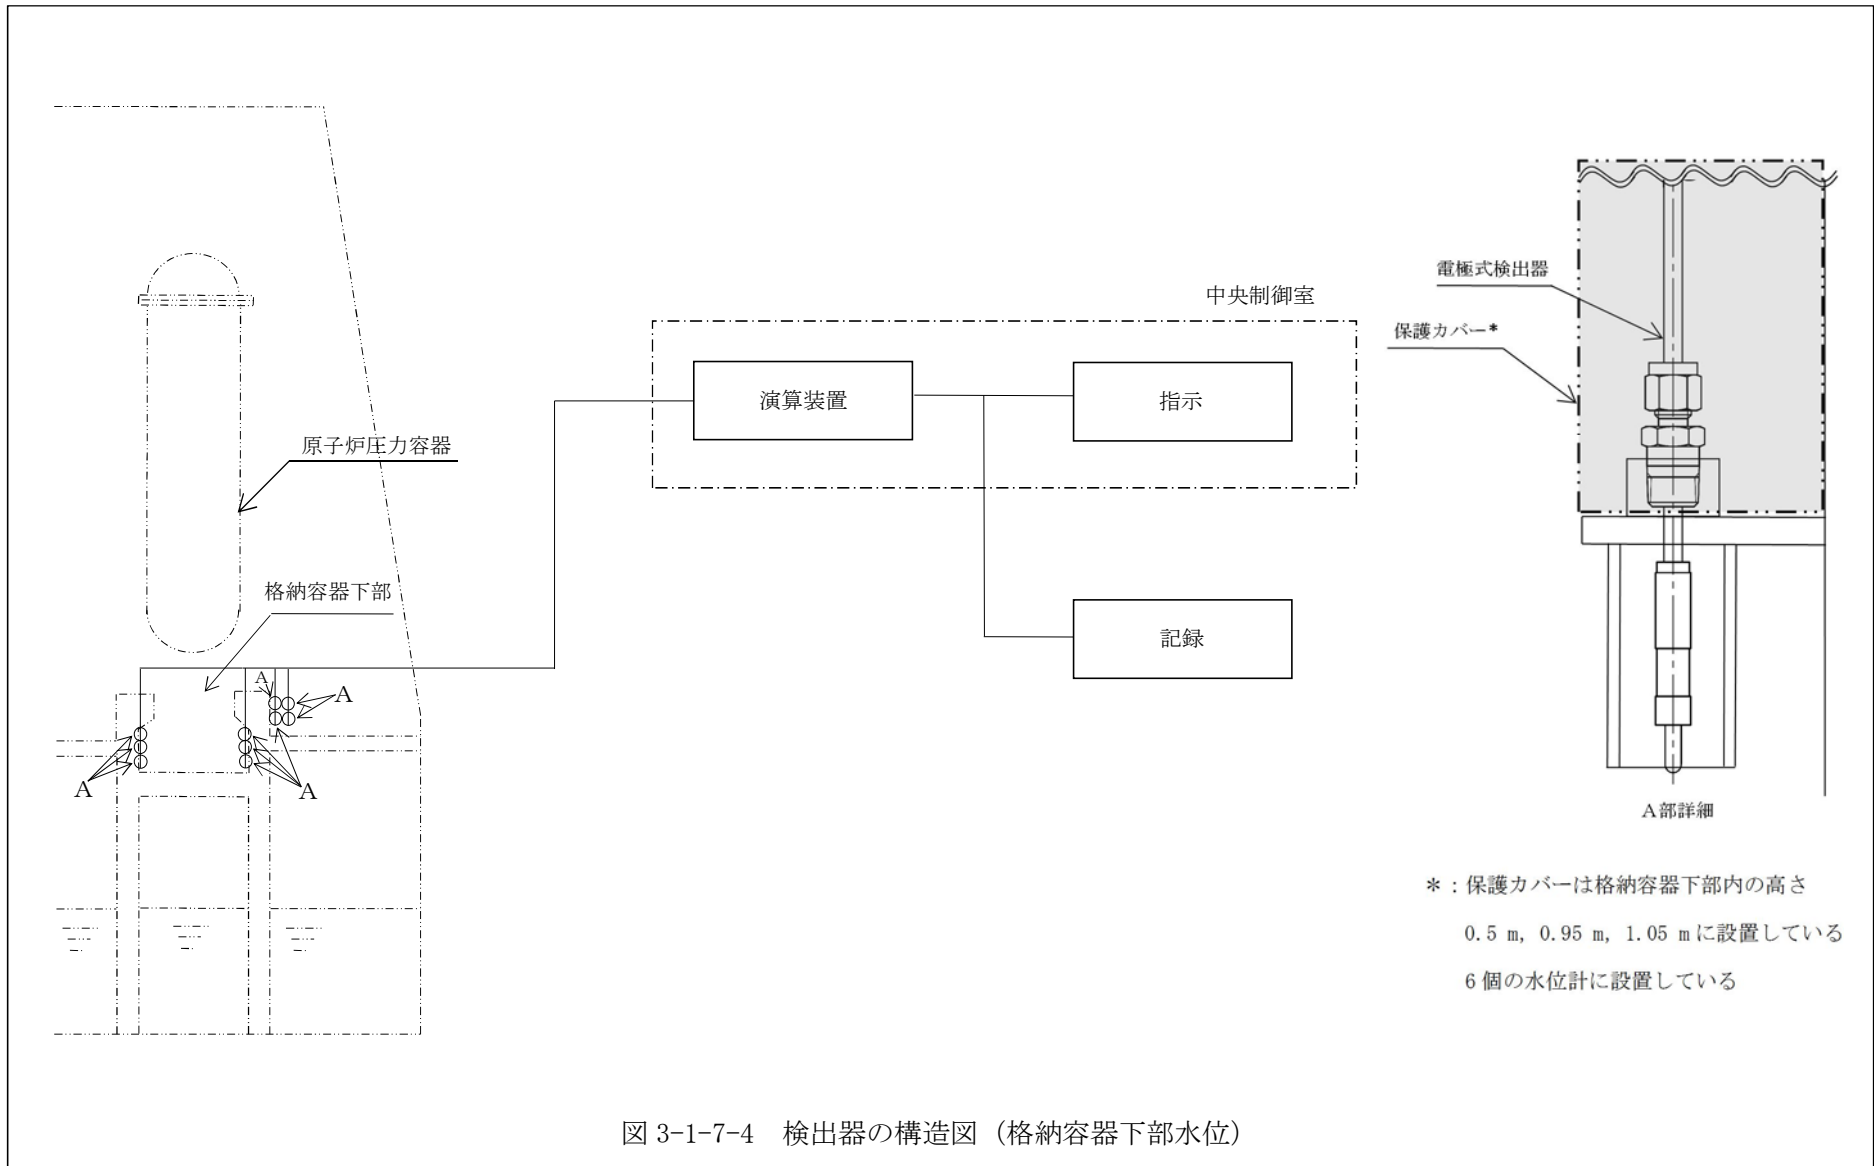 中央制御室
演算装置
指示
記録
原子炉圧力容器
格納容器下部
A
A
A
A
電極式検出器
保護カバー*
A部詳細
*:保護カバーは格納容器下部内の高さ
0.5 m, 0.95 m, 1.05 mに設置している
6個の水位計に設置している
図 3-1-7-4 検出器の構造図(格納容器下部水位)